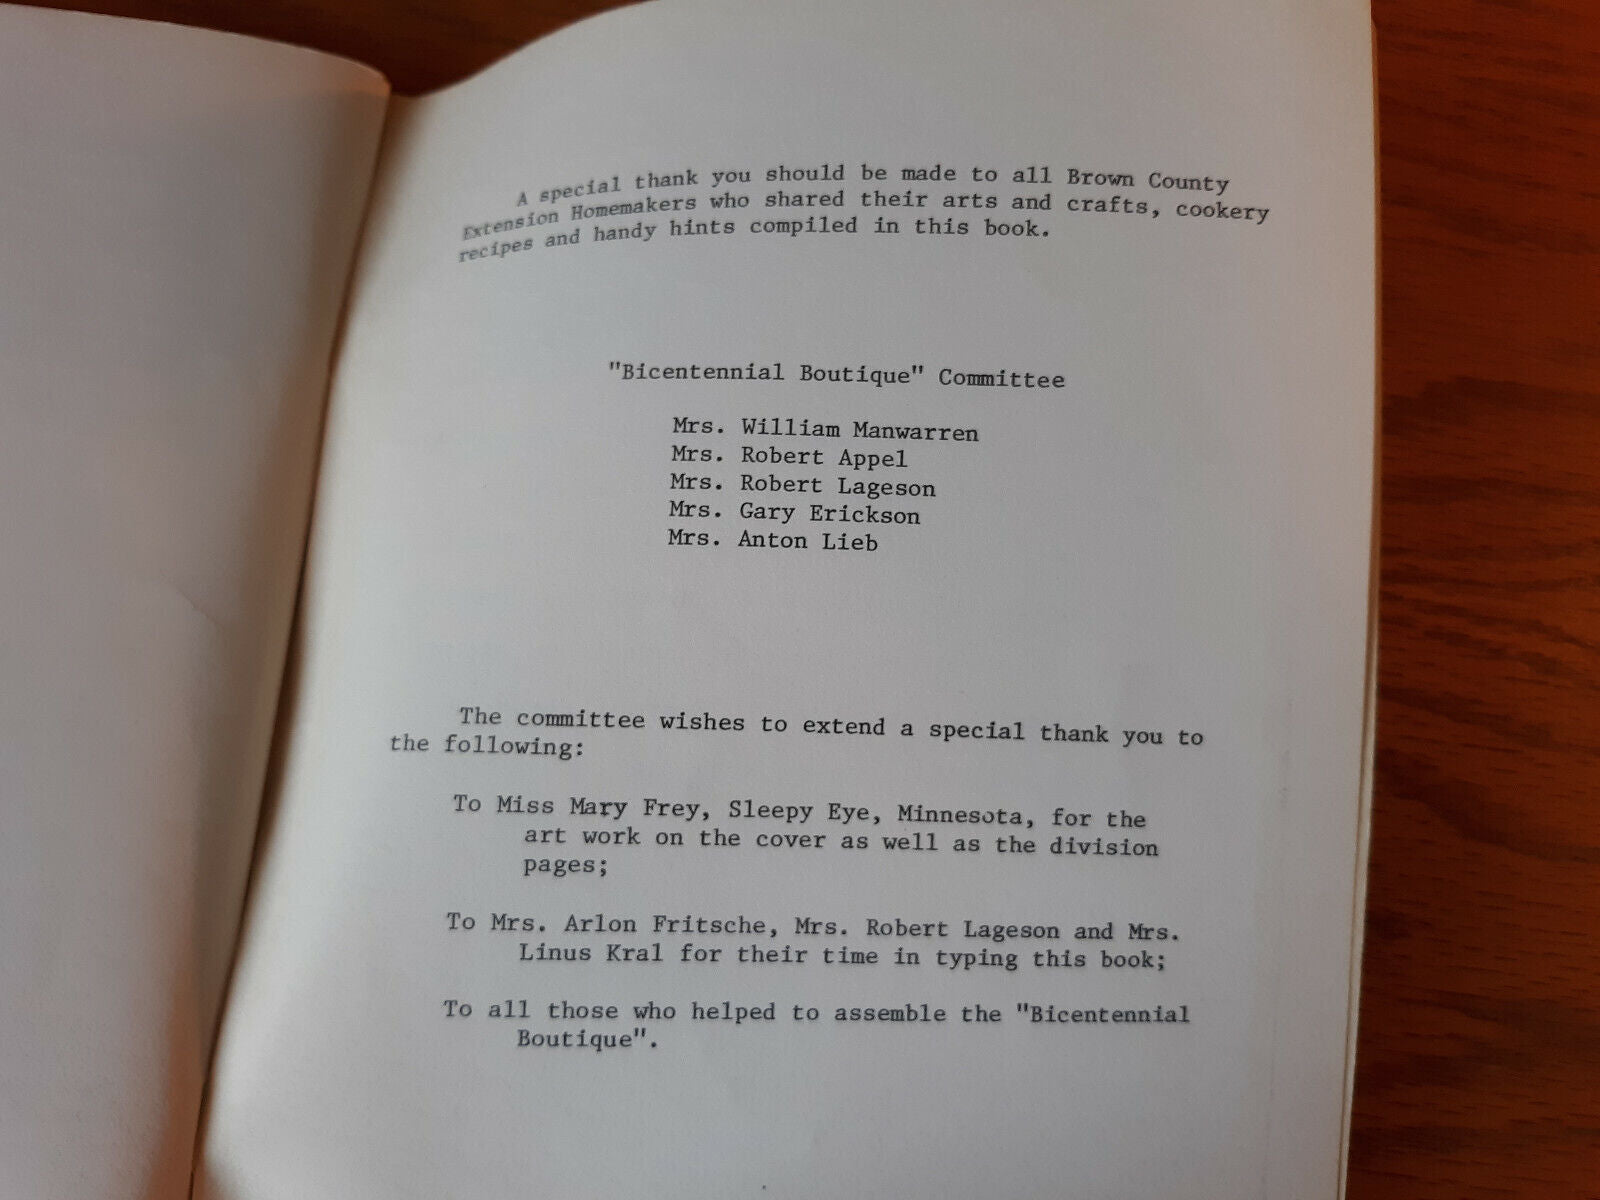 A special thank you should be made to all Brown County
Extension Homemakers who shared their arts and crafts, cookery
recipes and handy hints compiled in this book.
"Bicentennial Boutique" Committee
Mrs. William Manwarren
Mrs. Robert Appel
Mrs. Robert Lageson
Mrs. Gary Erickson
Mrs. Anton Lieb
The committee wishes to extend a special thank you to
the following:
To Miss Mary Frey, Sleepy Eye, Minnesota, for the
art work on the cover as well as the division
pages;
To Mrs. Arlon Fritsche, Mrs. Robert Lageson and Mrs.
Linus Kral for their time in typing this book;
To all those who helped to assemble the "Bicentennial
Boutique".